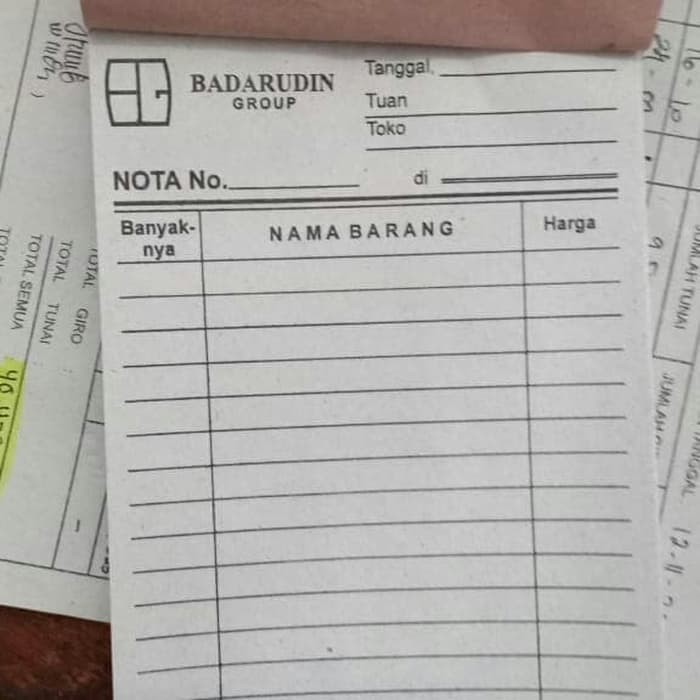 BADARUDIN
GROUP
Tanggal,
Tuan
Toko
NOTA No.
di
Banyak-
nya
NAMA BARANG
Harga
TOTAL GIRO
TOTAL TUNAI
TOTAL SEMUA
JUMLAH TUNAI